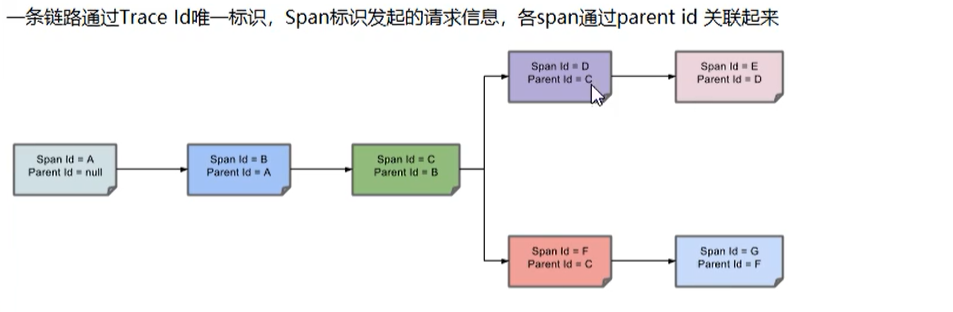 一条链路通过Trace Id唯一标识，Span标识发起的请求信息，各span通过parent id 关联起来
Span Id = D
Parent Id = C
Span Id = E
Parent Id = D
Span Id = A
Parent Id = null
Span Id = B
Parent Id = A
Span Id = C
Parent Id = B
Span Id = F
Parent Id = C
Span Id = G
Parent Id = F